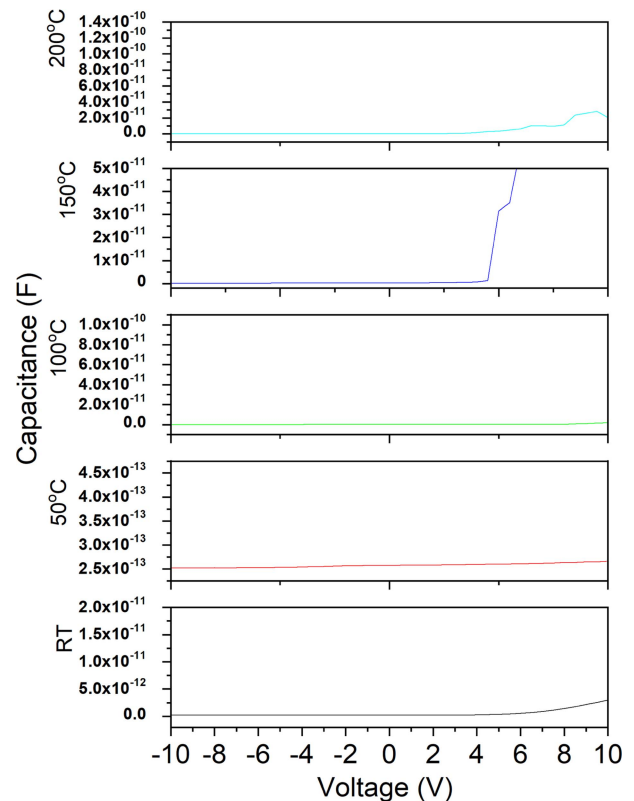 200°C
1.4x10⁻¹⁰
1.2x10⁻¹⁰
1.0x10⁻¹⁰
8.0x10⁻¹¹
6.0x10⁻¹¹
4.0x10⁻¹¹
2.0x10⁻¹¹
0.0
150°C
5x10⁻¹¹
4x10⁻¹¹
3x10⁻¹¹
2x10⁻¹¹
1x10⁻¹¹
0
Capacitance (F)
100°C
1.0x10⁻¹⁰
8.0x10⁻¹¹
6.0x10⁻¹¹
4.0x10⁻¹¹
2.0x10⁻¹¹
0.0
50°C
4.5x10⁻¹³
4.0x10⁻¹³
3.5x10⁻¹³
3.0x10⁻¹³
2.5x10⁻¹³
RT
2.0x10⁻¹¹
1.5x10⁻¹¹
1.0x10⁻¹¹
5.0x10⁻¹²
0.0
-10 -8 -6 -4 -2 0 2 4 6 8 10
Voltage (V)